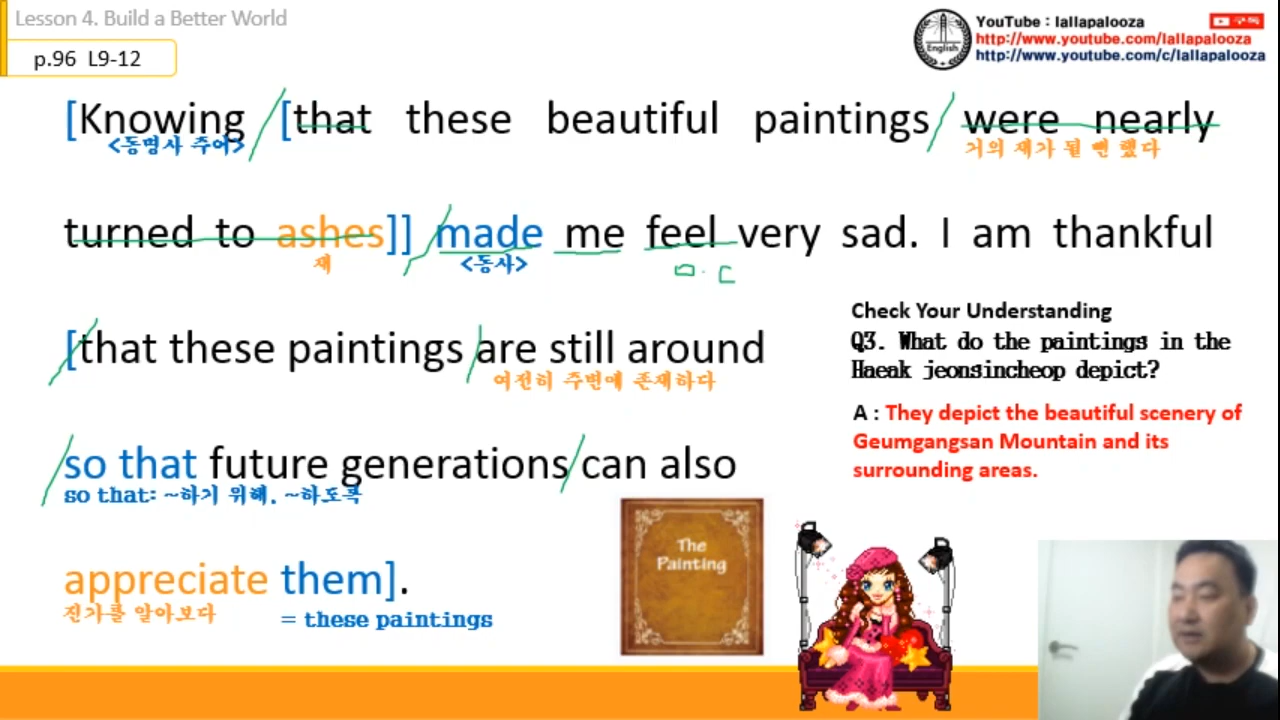 Lesson 4. Build a Better World
p.96 L9-12
English
YouTube : lallapalooza
구독
http://www.youtube.com/lallapalooza
http://www.youtube.com/c/lallapalooza
[Knowing [that these beautiful paintings were nearly
<동명사 주어>
거의 재가 될 뻔 했다
turned to ashes]] made me feel very sad. I am thankful
재
<동사>
ㅁ.ㄷ
[that these paintings are still around
여전히 주변에 존재하다
so that future generations can also
so that: ~하기 위해, ~하도록
appreciate them].
진가를 알아보다
= these paintings
Check Your Understanding
Q3. What do the paintings in the
Haeak jeonsincheop depict?
A : They depict the beautiful scenery of
Geumgangsan Mountain and its
surrounding areas.
The
Painting